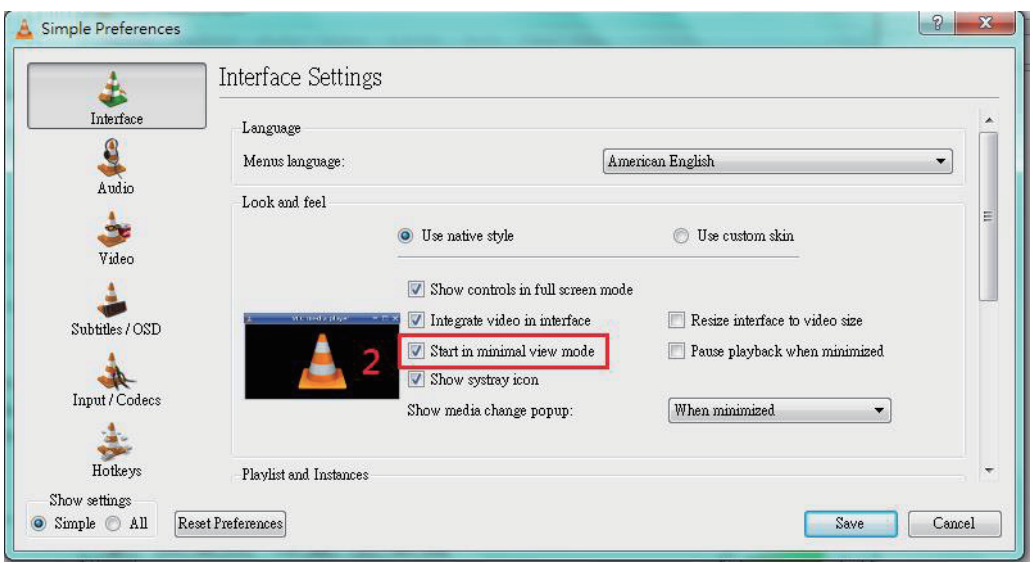 Simple Preferences
Interface Settings
Interface
Audio
Video
Subtitles / OSD
Input / Codecs
Hotkeys
Language
Menus language:
American English
Look and feel
Use native style
Use custom skin
Show controls in full screen mode
VLC media player
Integrate video in interface
Resize interface to video size
2
Start in minimal view mode
Pause playback when minimized
Show systray icon
Show media change popup:
When minimized
Playlist and Instances
Show settings
Simple
All
Reset Preferences
Save
Cancel